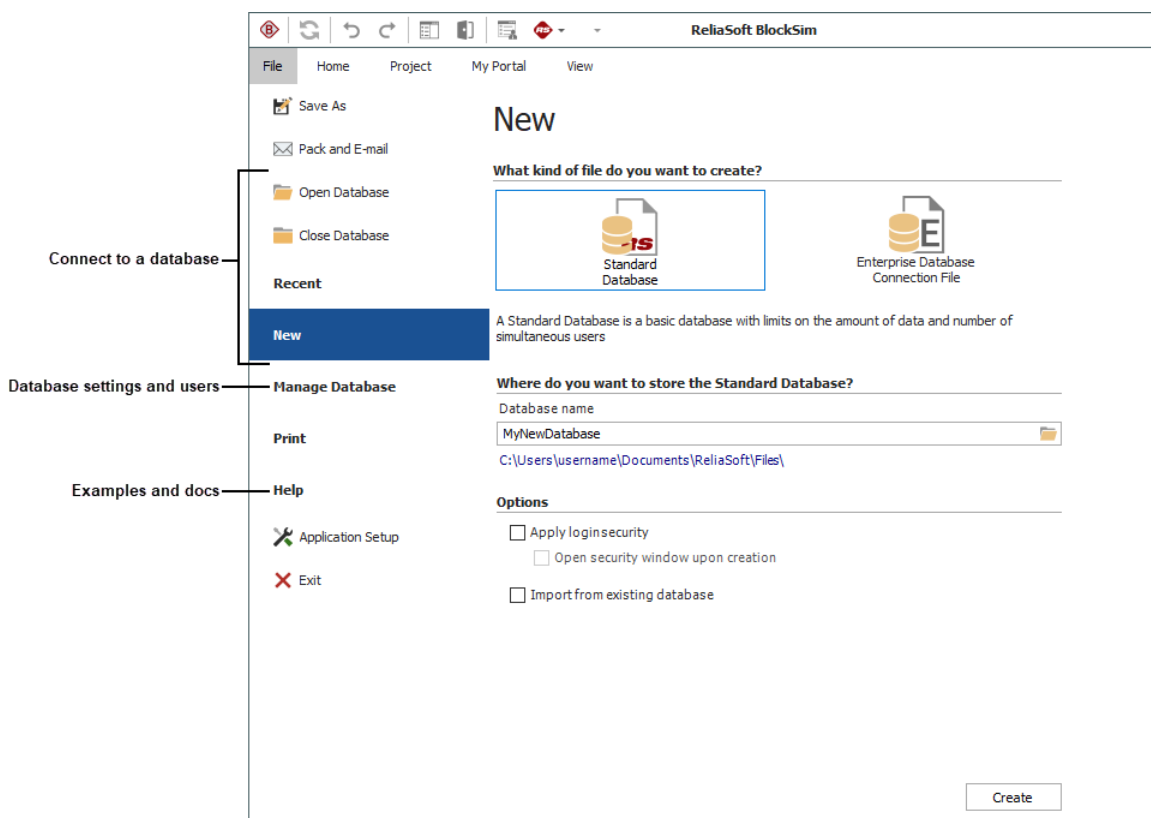 ReliaSoft BlockSim
File Home Project My Portal View
Save As
Pack and E-mail
Open Database
Close Database
Recent
New
Manage Database
Print
Help
Application Setup
Exit
Connect to a database
Database settings and users
Examples and docs
New
What kind of file do you want to create?
Standard
Database
Enterprise Database
Connection File
A Standard Database is a basic database with limits on the amount of data and number of
simultaneous users
Where do you want to store the Standard Database?
Database name
MyNewDatabase
C:\Users\username\Documents\ReliaSoft\Files\
Options
Apply login security
Open security window upon creation
Import from existing database
Create